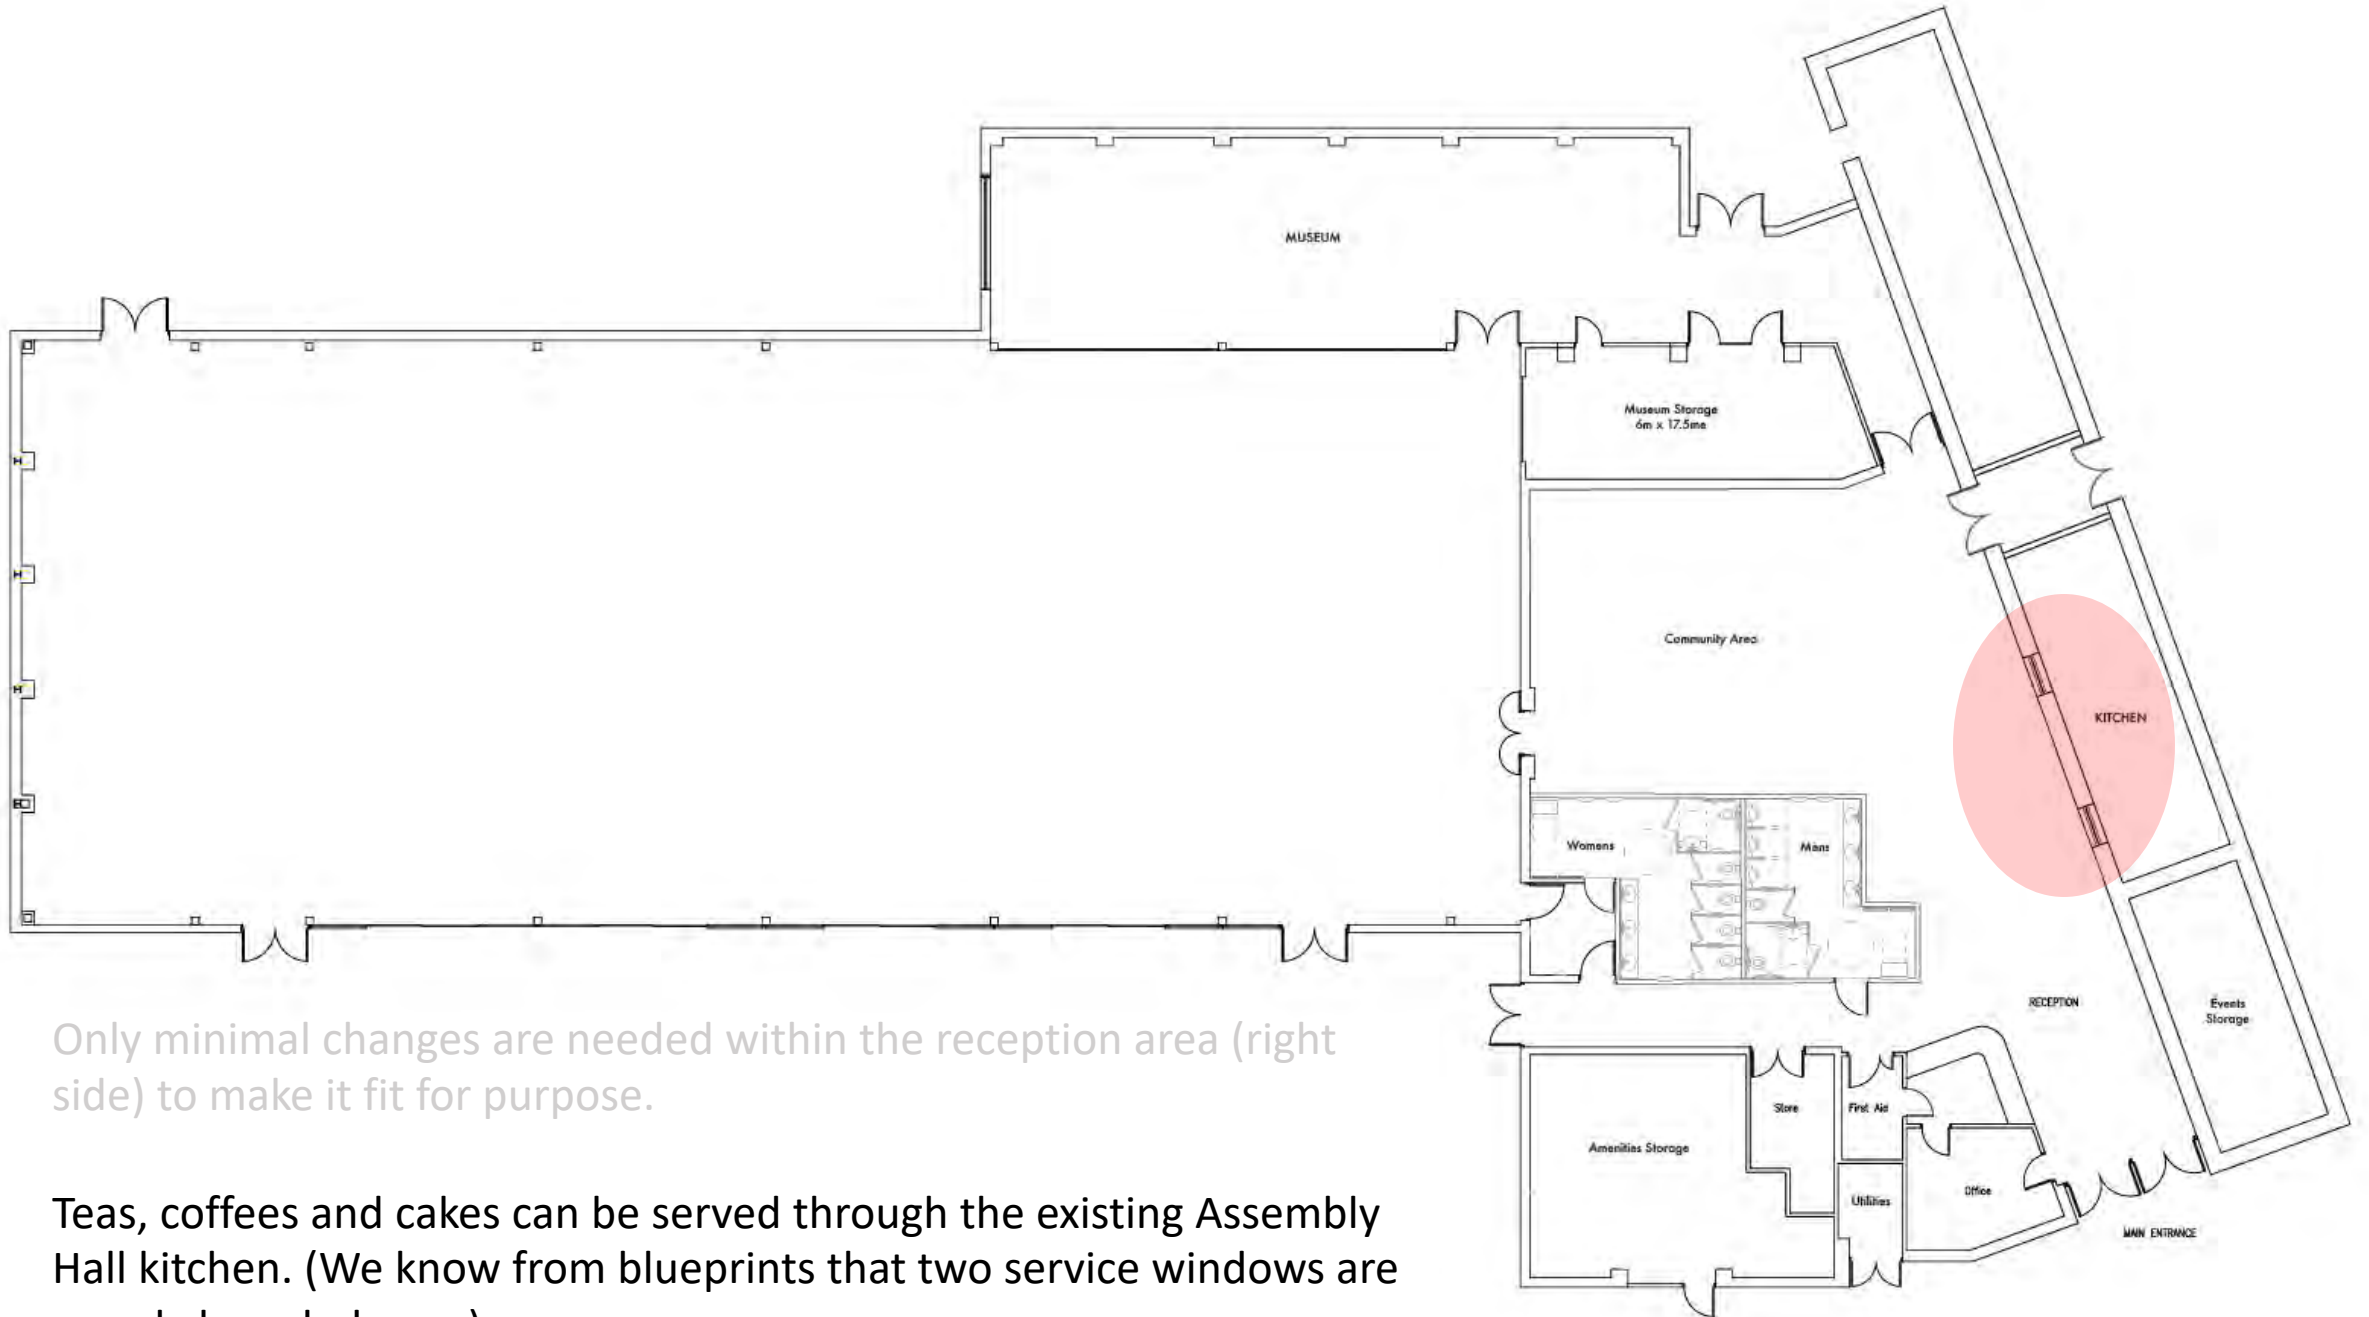 MUSEUM
Museum Storage
6m x 17.5me
Community Area
KITCHEN
Womens
Mens
RECEPTION
Events
Storage
Only minimal changes are needed within the reception area (right
side) to make it fit for purpose.
Store
First Aid
Amenities Storage
Utilities
Office
MAIN ENTRANCE
Teas, coffees and cakes can be served through the existing Assembly
Hall kitchen. (We know from blueprints that two service windows are